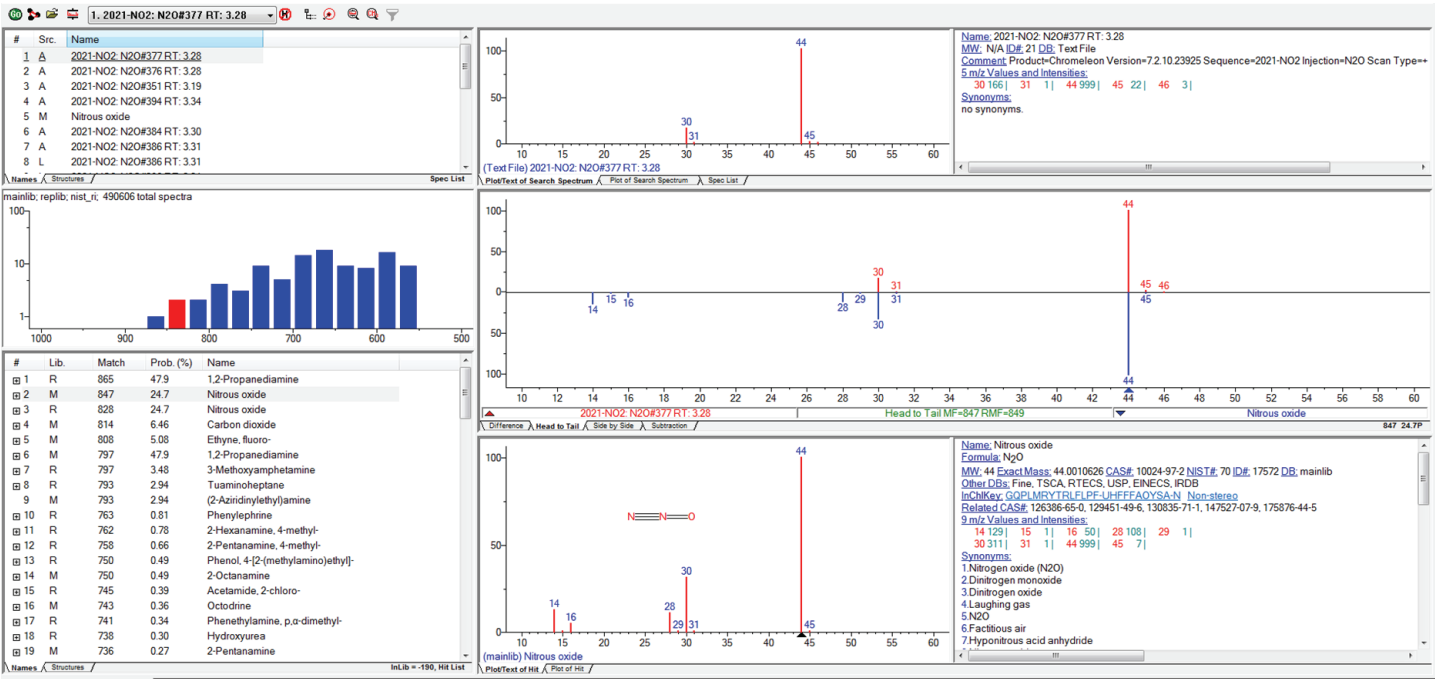 1. 2021-NO2: N2O#377 RT: 3.28
# Src. Name
1 A 2021-NO2: N2O#377 RT: 3.28
2 A 2021-NO2: N2O#376 RT: 3.28
3 A 2021-NO2: N2O#351 RT: 3.19
4 A 2021-NO2: N2O#394 RT: 3.34
5 M Nitrous oxide
6 A 2021-NO2: N2O#384 RT: 3.30
7 A 2021-NO2: N2O#386 RT: 3.31
8 L 2021-NO2: N2O#386 RT: 3.31
Names Structures Spec List
100
50
0
44
30
31
45
10 15 20 25 30 35 40 45 50 55 60
(Text File) 2021-NO2: N2O#377 RT: 3.28
Plot/Text of Search Spectrum Plot of Search Spectrum Spec List
Name: 2021-NO2: N2O#377 RT: 3.28
MW: N/A ID#: 21 DB: Text File
Comment: Product=Chromeleon Version=7.2.10.23925 Sequence=2021-NO2 Injection=N2O Scan Type=+
5 m/z Values and Intensities:
30 166| 31 1| 44 999| 45 22| 46 3|
Synonyms:
no synonyms.
mainlib; replib; nist_ri; 490606 total spectra
100
10
1
1000 900 800 700 600 500
100
50
0
50
100
44
30
31
45 46
14
15
16
28
29
30
31
45
44
10 12 14 16 18 20 22 24 26 28 30 32 34 36 38 40 42 44 46 48 50 52 54 56 58 60
2021-NO2: N2O#377 RT: 3.28 Head to Tail MF=847 RMF=849 Nitrous oxide
Difference Head to Tail Side by Side Subtraction 847 24.7P
# Lib. Match Prob. (%) Name
1 R 865 47.9 1,2-Propanediamine
2 M 847 24.7 Nitrous oxide
3 R 828 24.7 Nitrous oxide
4 M 814 6.46 Carbon dioxide
5 M 808 5.08 Ethyne, fluoro-
6 M 797 47.9 1,2-Propanediamine
7 R 797 3.48 3-Methoxyamphetamine
8 R 793 2.94 Tuaminoheptane
9 M 793 2.94 (2-Aziridinylethyl)amine
10 R 763 0.81 Phenylephrine
11 R 762 0.78 2-Hexanamine, 4-methyl-
12 R 758 0.66 2-Pentanamine, 4-methyl-
13 R 750 0.49 Phenol, 4-[2-(methylamino)ethyl]-
14 M 750 0.49 2-Octanamine
15 R 745 0.39 Acetamide, 2-chloro-
16 M 743 0.36 Octodrine
17 R 741 0.34 Phenethylamine, p,α-dimethyl-
18 R 738 0.30 Hydroxyurea
19 M 736 0.27 2-Pentanamine
Names Structures InLib = -190, Hit List
100
50
0
44
30
14
16
28
29 31
45
N N O
10 15 20 25 30 35 40 45 50 55 60
(mainlib) Nitrous oxide
Plot/Text of Hit Plot of Hit
Name: Nitrous oxide
Formula: N2O
MW: 44 Exact Mass: 44.0010626 CAS#: 10024-97-2 NIST#: 70 ID#: 17572 DB: mainlib
Other DBs: Fine, TSCA, RTECS, USP, EINECS, IRDB
InChIKey: GQPLMRYTRLFLPF-UHFFFAOYSA-N Non-stereo
Related CAS#: 126386-65-0, 129451-49-6, 130835-71-1, 147527-07-9, 175876-44-5
9 m/z Values and Intensities:
14 129| 15 1| 16 50| 28 108| 29 1|
30 311| 31 1| 44 999| 45 7|
Synonyms:
1.Nitrogen oxide (N2O)
2.Dinitrogen monoxide
3.Dinitrogen oxide
4.Laughing gas
5.N2O
6.Factitious air
7.Hyponitrous acid anhydride